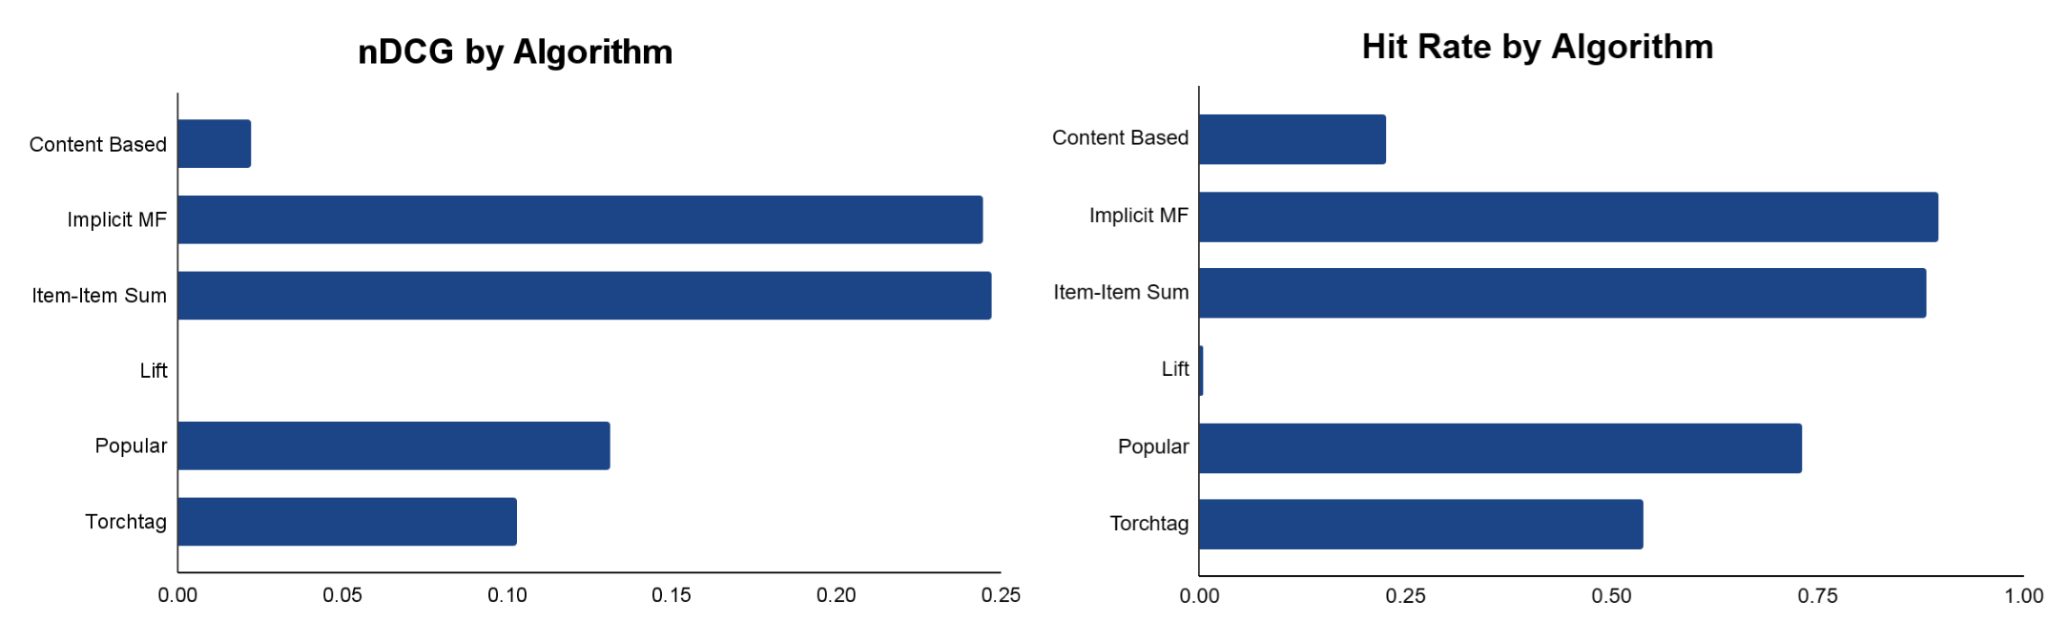 nDCG by Algorithm
Content Based
Implicit MF
Item-Item Sum
Lift
Popular
Torchtag
0.00 0.05 0.10 0.15 0.20 0.25
Hit Rate by Algorithm
Content Based
Implicit MF
Item-Item Sum
Lift
Popular
Torchtag
0.00 0.25 0.50 0.75 1.00